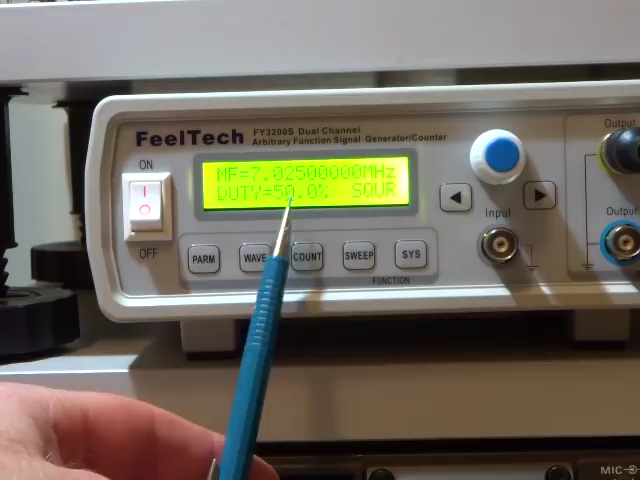 FeelTech
FY3200S Dual Channel
Arbitrary Function Signal Generator/Counter
ON
OFF
MF=7.02500000MHz
DUTY=50.0% SQUR
PARM
WAVE
COUNT
SWEEP
SYS
FUNCTION
Input
Output
Output
MIC